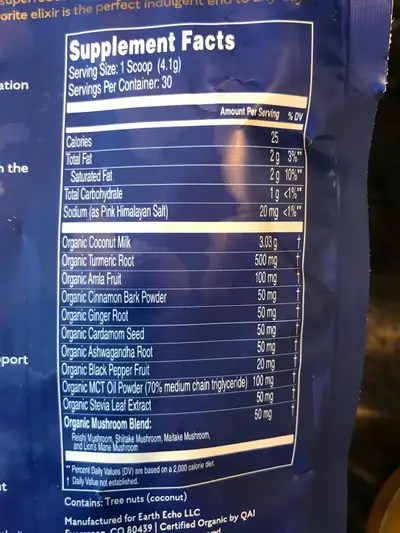 orite elixir is the perfect indulgent end to any day.
ation
n the
port
Supplement Facts
Serving Size: 1 Scoop (4.1g)
Servings Per Container: 30
Amount Per Serving % DV
Calories 25
Total Fat 2 g 3%**
Saturated Fat 2 g 10%**
Total Carbohydrate 1 g <1%**
Sodium (as Pink Himalayan Salt) 20 mg <1%**
Organic Coconut Milk 3.03 g †
Organic Turmeric Root 500 mg †
Organic Amla Fruit 100 mg †
Organic Cinnamon Bark Powder 50 mg †
Organic Ginger Root 50 mg †
Organic Cardamom Seed 50 mg †
Organic Ashwagandha Root 50 mg †
Organic Black Pepper Fruit 20 mg †
Organic MCT Oil Powder (70% medium chain triglyceride) 100 mg †
Organic Stevia Leaf Extract 50 mg †
Organic Mushroom Blend: 50 mg †
Reishi Mushroom, Shiitake Mushroom, Maitake Mushroom,
and Lion's Mane Mushroom
** Percent Daily Values (DV) are based on a 2,000 calorie diet.
† Daily Value not established.
Contains: Tree nuts (coconut)
Manufactured for Earth Echo LLC
CO 80439 | Certified Organic by QAI